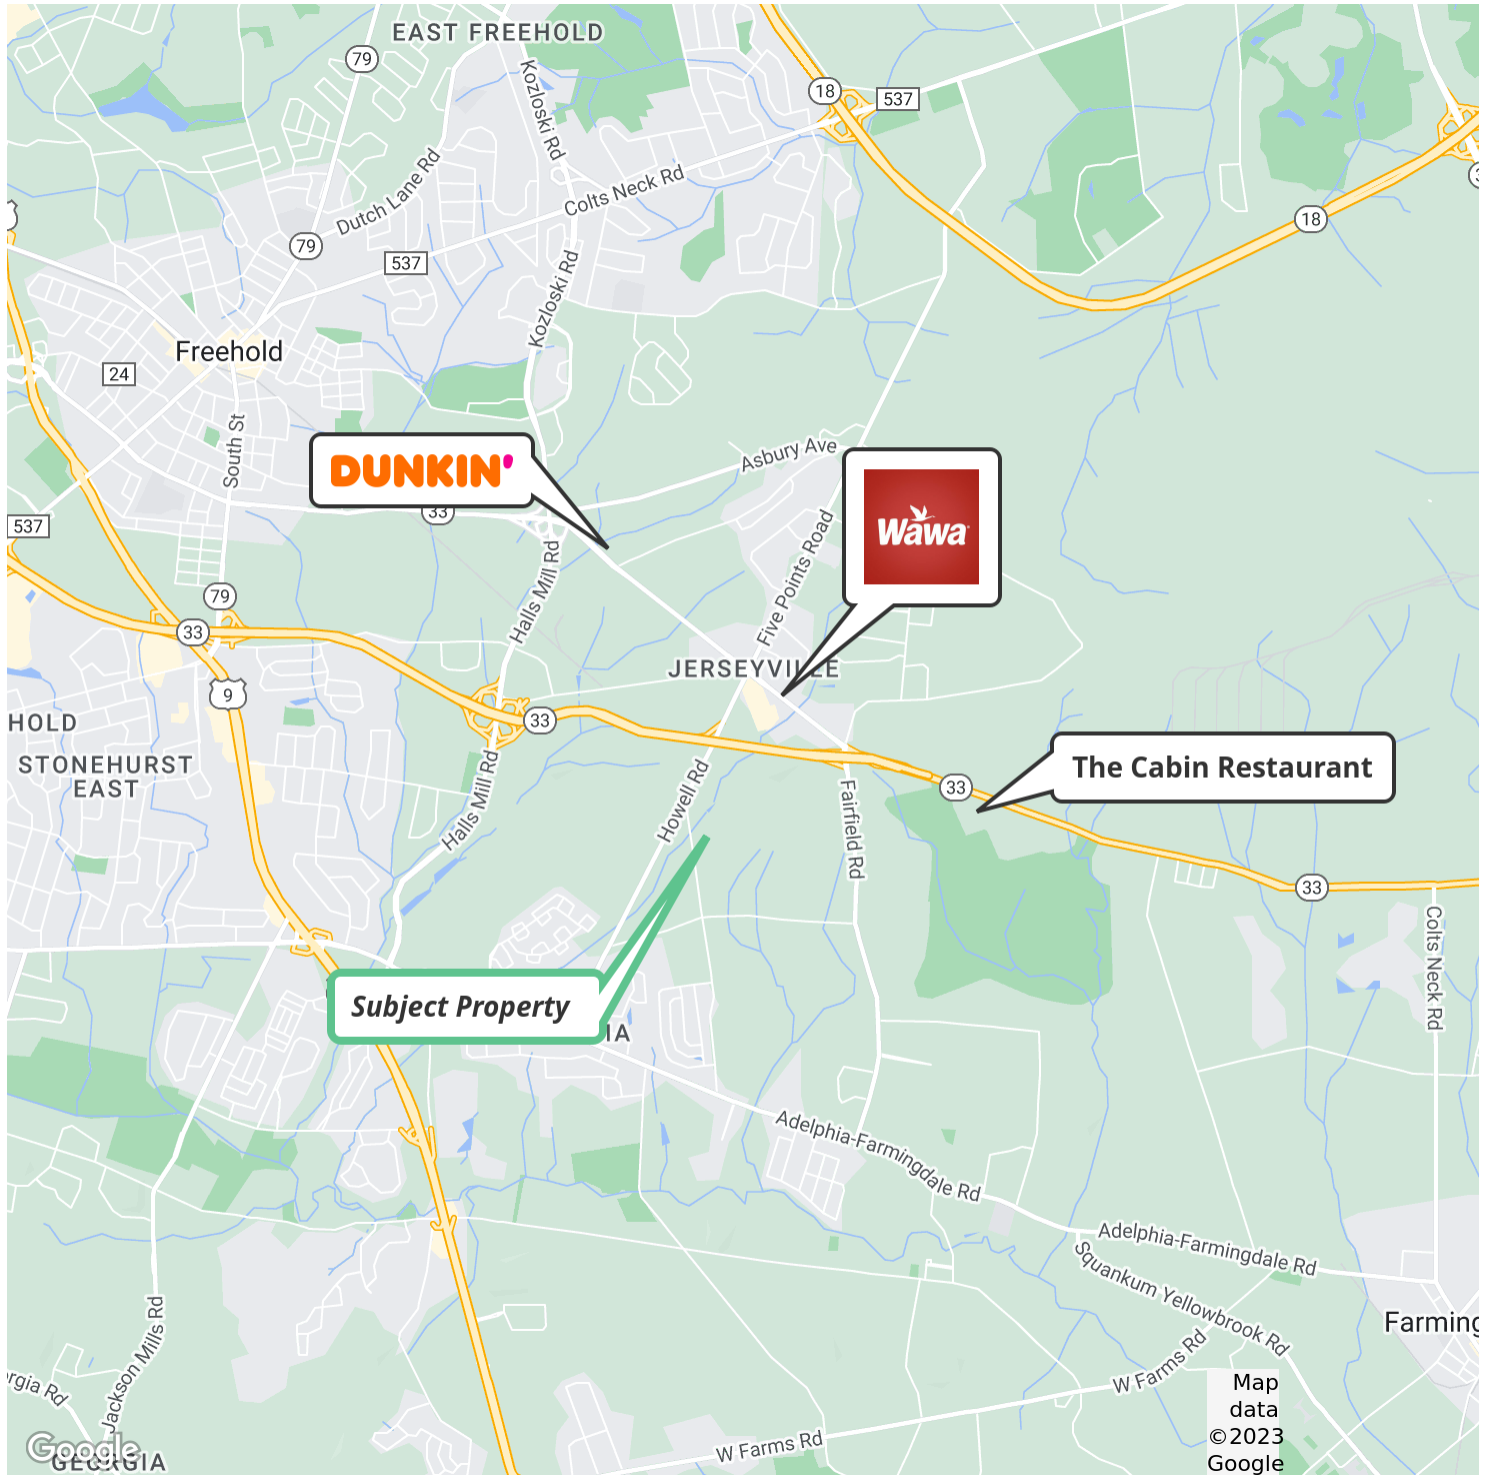 EAST FREEHOLD
79
Kozloski Rd
18
537
Dutch Lane Rd
Colts Neck Rd
18
79
537
Kozloski Rd
Freehold
24
South St
DUNKIN'
Asbury Ave
33
537
Wawa
Five Points Road
Halls Mill Rd
79
33
JERSEYVILLE
9
33
HOLD
STONEHURST
EAST
The Cabin Restaurant
33
Halls Mill Rd
Howell Rd
Fairfield Rd
33
Colts Neck Rd
Subject Property
IA
Adelphia-Farmingdale Rd
Adelphia-Farmingdale Rd
Squankum Yellowbrook Rd
Jackson Mills Rd
Farming
W Farms Rd
rgia Rd
Map
data
©2023
Google
W Farms Rd
Google
GEORGIA